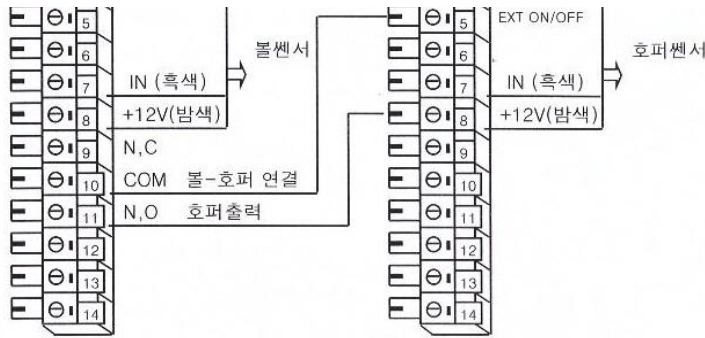 5
5 EXT ON/OFF
6
볼쎈서
6
호퍼쎈서
7 IN (흑색)
7 IN (흑색)
8 +12V(밤색)
8 +12V(밤색)
9 N,C
9
10 COM 볼-호퍼 연결
10
11 N,O 호퍼출력
11
12
12
13
13
14
14